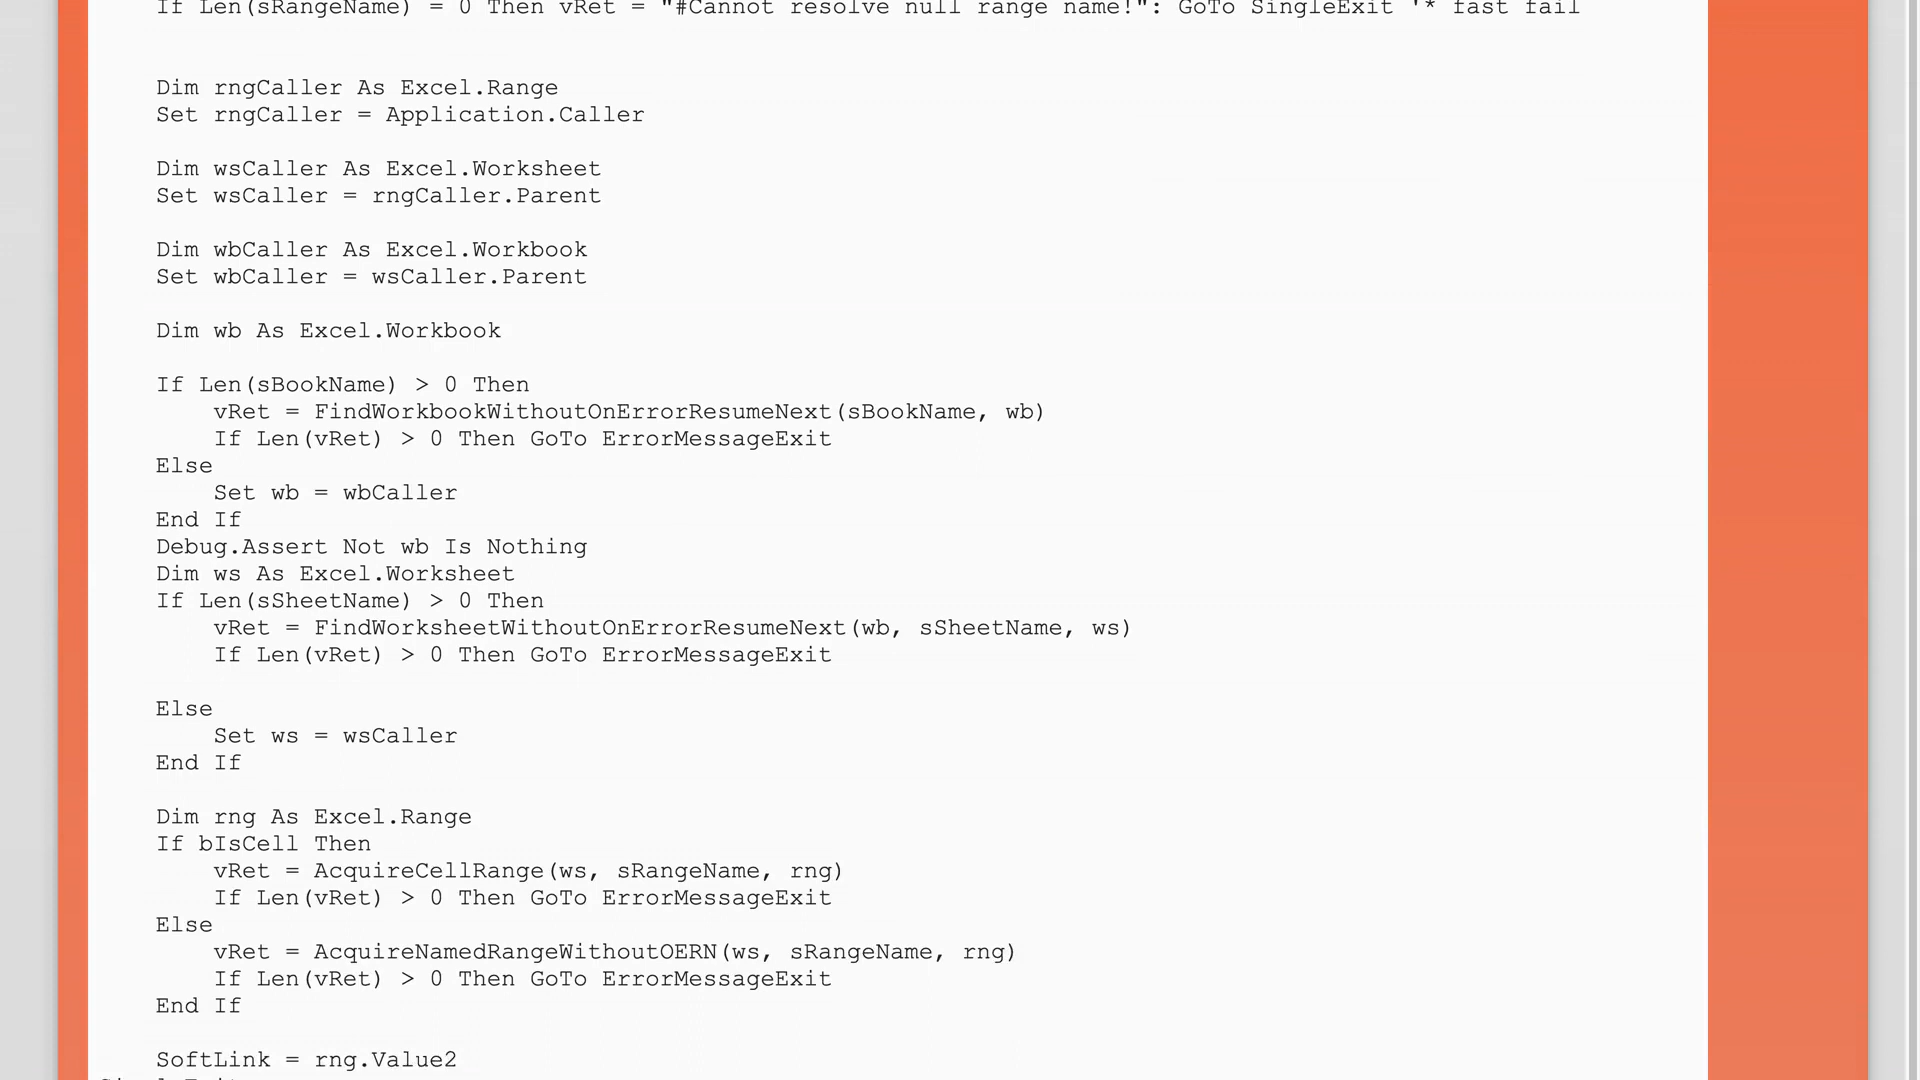 If Len(sRangeName) = 0 Then vRet = "#Cannot resolve null range name!": GoTo SingleExit '* fast fail
Dim rngCaller As Excel.Range
Set rngCaller = Application.Caller
Dim wsCaller As Excel.Worksheet
Set wsCaller = rngCaller.Parent
Dim wbCaller As Excel.Workbook
Set wbCaller = wsCaller.Parent
Dim wb As Excel.Workbook
If Len(sBookName) > 0 Then
vRet = FindWorkbookWithoutOnErrorResumeNext(sBookName, wb)
If Len(vRet) > 0 Then GoTo ErrorMessageExit
Else
Set wb = wbCaller
End If
Debug.Assert Not wb Is Nothing
Dim ws As Excel.Worksheet
If Len(sSheetName) > 0 Then
vRet = FindWorksheetWithoutOnErrorResumeNext(wb, sSheetName, ws)
If Len(vRet) > 0 Then GoTo ErrorMessageExit
Else
Set ws = wsCaller
End If
Dim rng As Excel.Range
If bIsCell Then
vRet = AcquireCellRange(ws, sRangeName, rng)
If Len(vRet) > 0 Then GoTo ErrorMessageExit
Else
vRet = AcquireNamedRangeWithoutOERN(ws, sRangeName, rng)
If Len(vRet) > 0 Then GoTo ErrorMessageExit
End If
SoftLink = rng.Value2